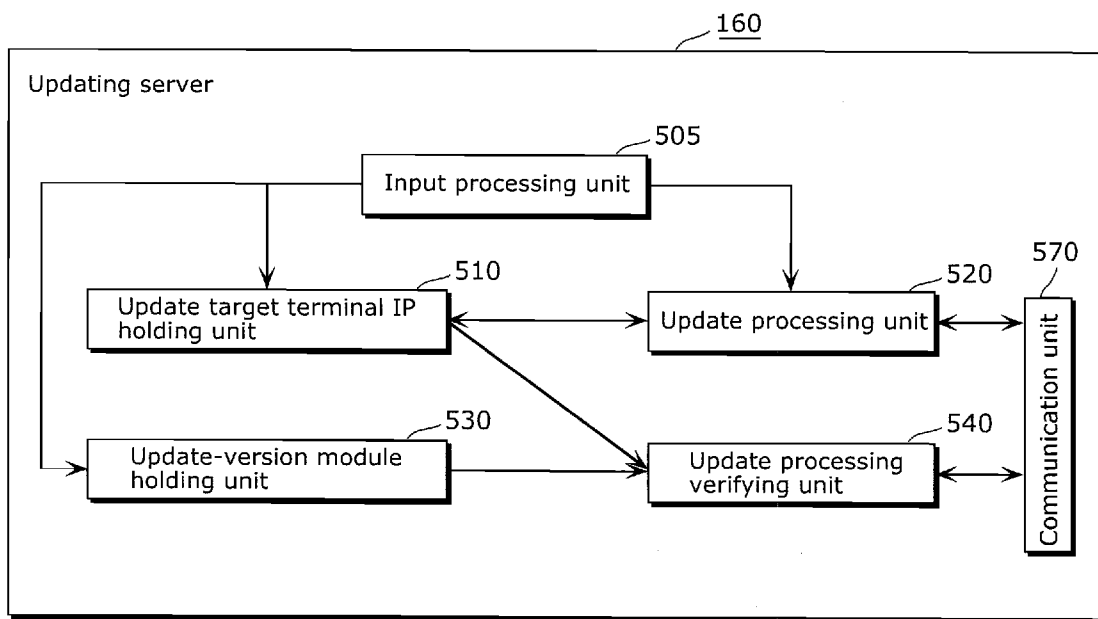 160
Updating server
505
Input processing unit
510
Update target terminal IP
holding unit
520
Update processing unit
570
Communication unit
530
Update-version module
holding unit
540
Update processing
verifying unit